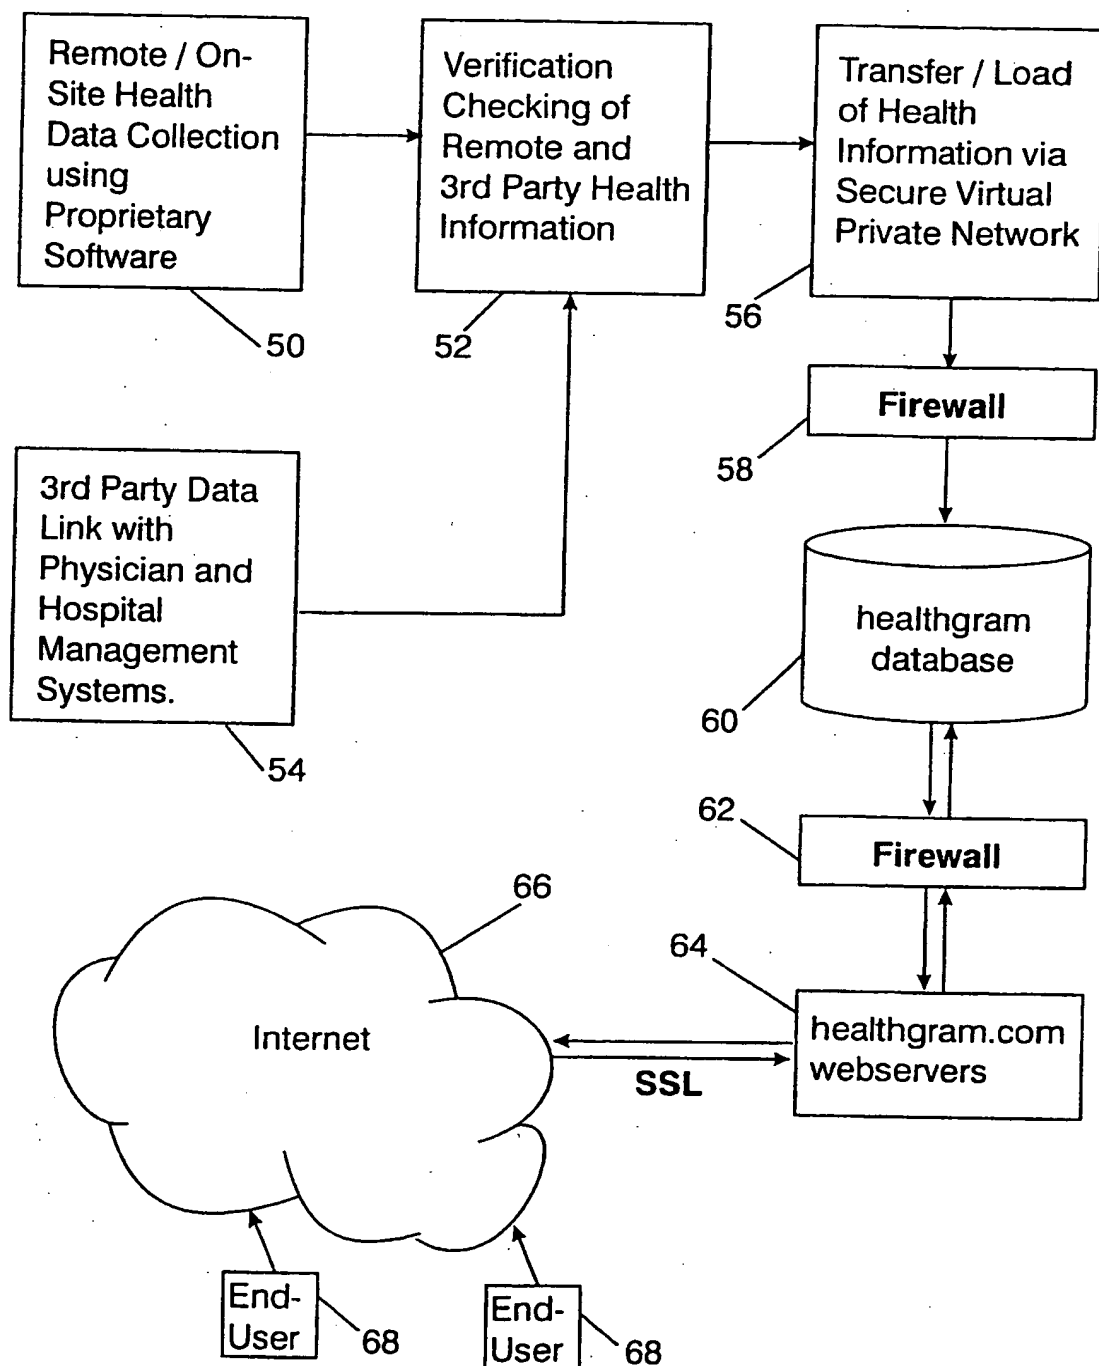 Remote / On-
Site Health
Data Collection
using
Proprietary
Software
50
Verification
Checking of
Remote and
3rd Party Health
Information
52
Transfer / Load
of Health
Information via
Secure Virtual
Private Network
56
Firewall
58
3rd Party Data
Link with
Physician and
Hospital
Management
Systems.
54
healthgram
database
60
62
Firewall
66
64
Internet
healthgram.com
webservers
SSL
End-
User
68
End-
User
68